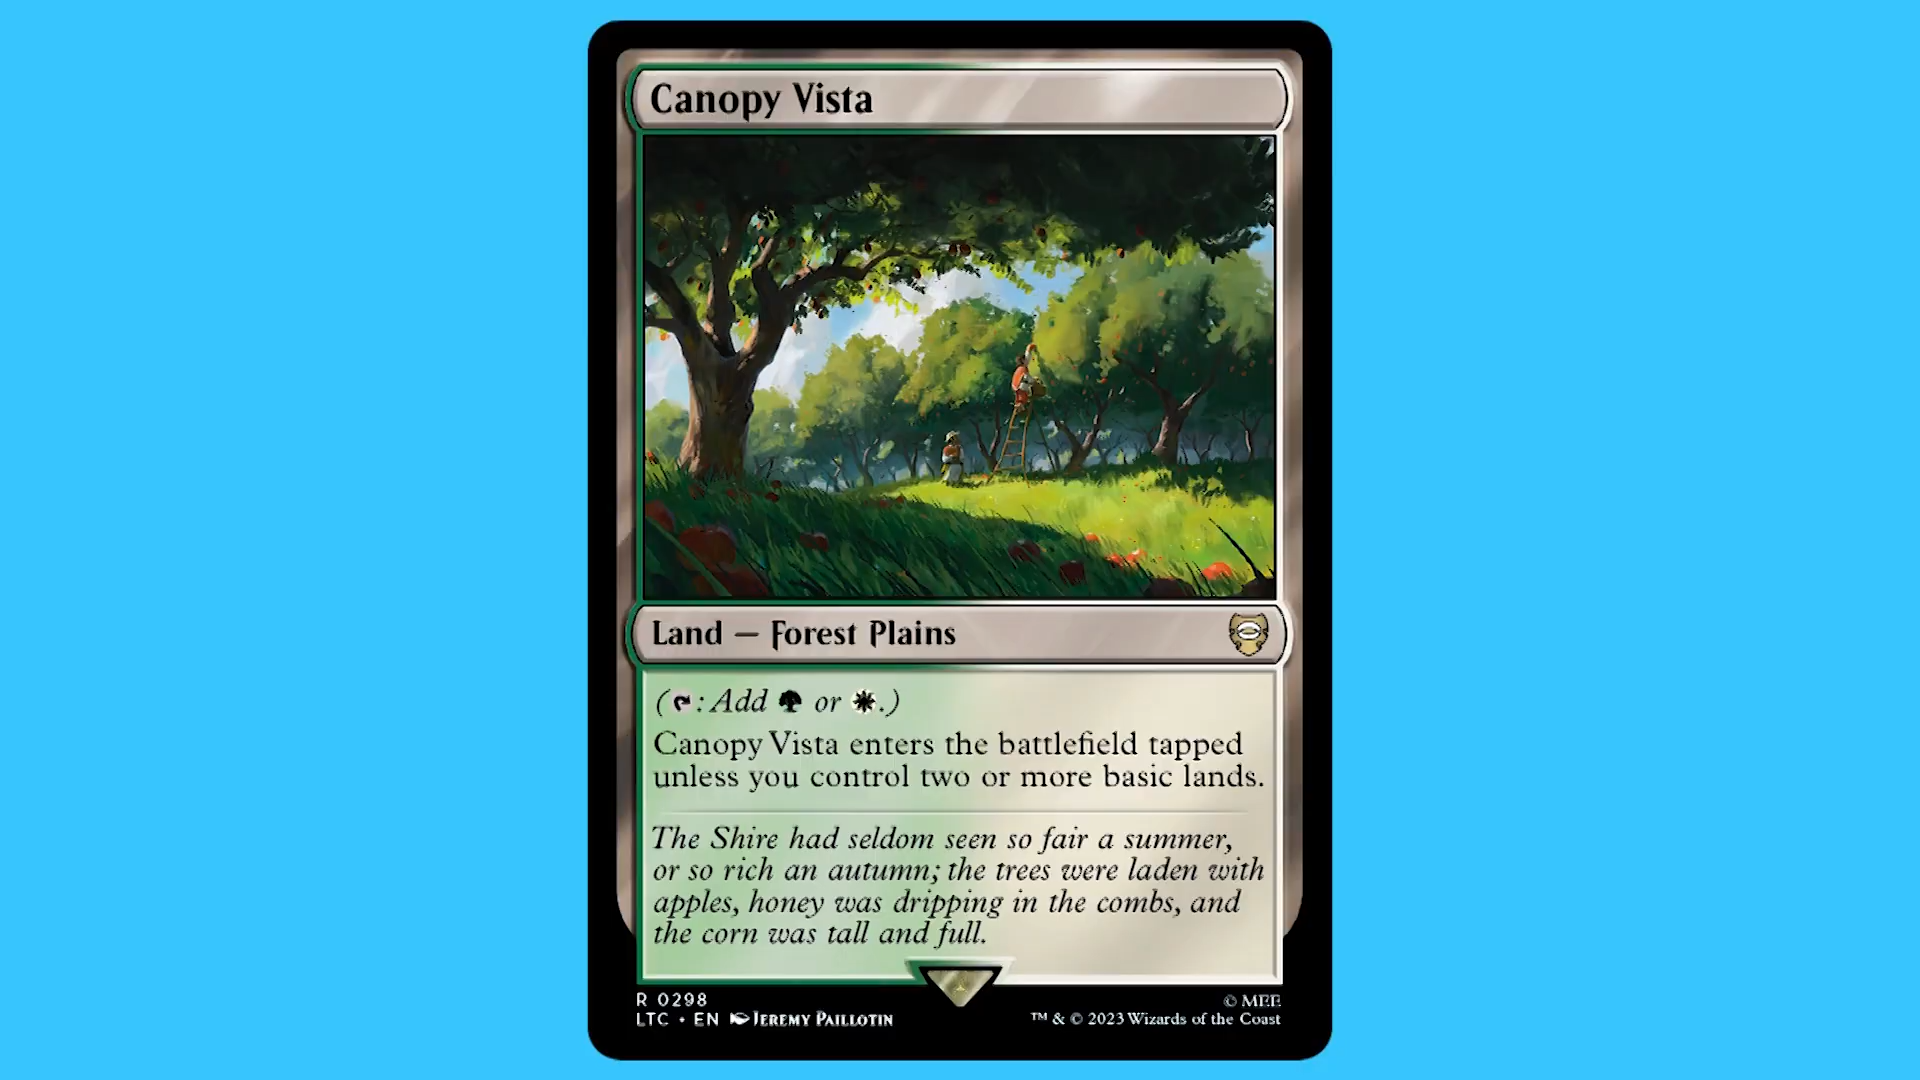 Canopy Vista
Land — Forest Plains
( : Add or .)
Canopy Vista enters the battlefield tapped
unless you control two or more basic lands.
The Shire had seldom seen so fair a summer,
or so rich an autumn; the trees were laden with
apples, honey was dripping in the combs, and
the corn was tall and full.
R 0298
LTC • EN Jeremy Paillotin
© MEE
™ & © 2023 Wizards of the Coast